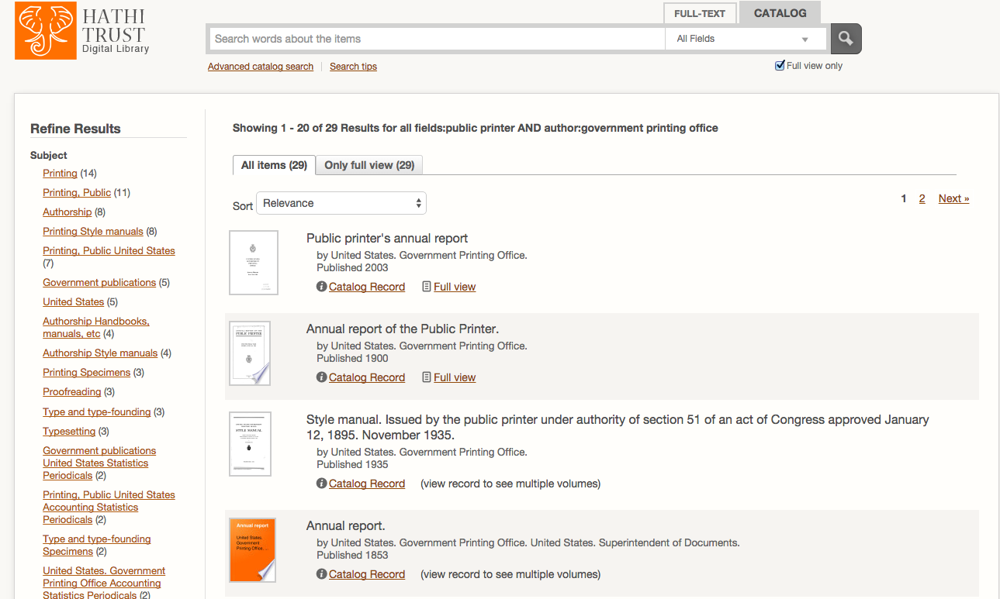 HATHI
TRUST
Digital Library
FULL-TEXT
CATALOG
Search words about the items
All Fields
Advanced catalog search
Search tips
Full view only
Refine Results
Subject
Printing (14)
Printing, Public (11)
Authorship (8)
Printing Style manuals (8)
Printing, Public United States
(7)
Government publications (5)
United States (5)
Authorship Handbooks,
manuals, etc (4)
Authorship Style manuals (4)
Printing Specimens (3)
Proofreading (3)
Type and type-founding (3)
Typesetting (3)
Government publications
United States Statistics
Periodicals (2)
Printing, Public United States
Accounting Statistics
Periodicals (2)
Type and type-founding
Specimens (2)
United States. Government
Printing Office Accounting
Statistics Periodicals (2)
Showing 1 - 20 of 29 Results for all fields:public printer AND author:government printing office
All items (29)
Only full view (29)
Sort Relevance
1 2 Next »
Public printer's annual report
by United States. Government Printing Office.
Published 2003
Catalog Record Full view
PUBLIC PRINTER
Annual report of the Public Printer.
by United States. Government Printing Office.
Published 1900
Catalog Record Full view
STYLE MANUAL
Style manual. Issued by the public printer under authority of section 51 of an act of Congress approved January
12, 1895. November 1935.
by United States. Government Printing Office.
Published 1935
Catalog Record (view record to see multiple volumes)
Annual report
United States.
Government
Printing Office. ...
Annual report.
by United States. Government Printing Office. United States. Superintendent of Documents.
Published 1853
Catalog Record (view record to see multiple volumes)